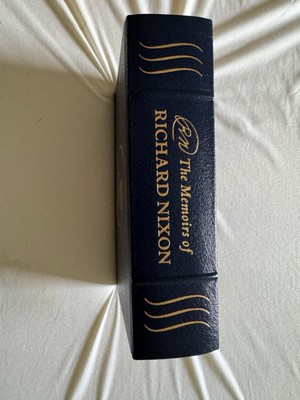 RN The Memoirs of
RICHARD NIXON